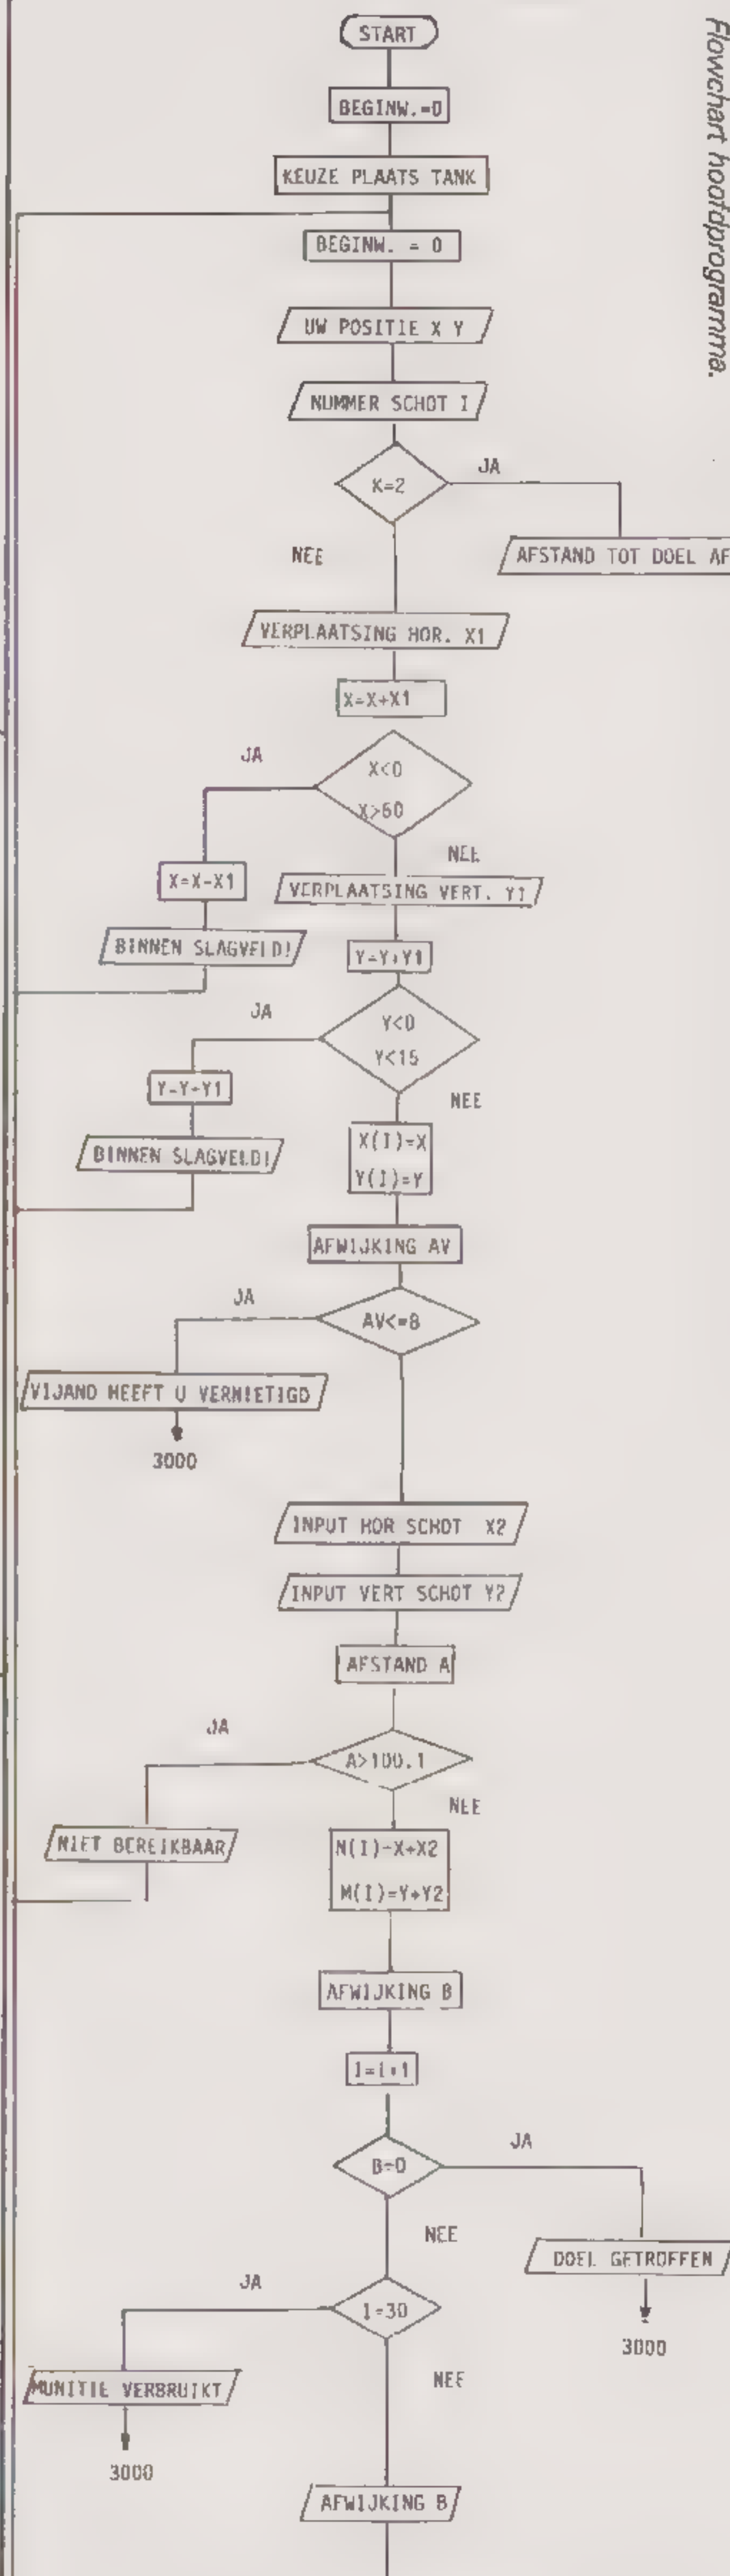 Flowchart hoofdprogramma.
START
BEGINW.=0
KEUZE PLAATS TANK
BEGINW. = 0
UW POSITIE X Y
NUMMER SCHOT I
K=2
JA
NEE
AFSTAND TOT DOEL AF
VERPLAATSING HOR. X1
X=X+X1
JA
X<0
X>60
NEE
X=X-X1
VERPLAATSING VERT. Y1
BINNEN SLAGVELD!
Y=Y+Y1
JA
Y<0
Y<15
NEE
Y-Y-Y1
X(I)=X
BINNEN SLAGVELD!
Y(I)=Y
AFWIJKING AV
JA
AV<=8
VIJAND HEEFT U VERNIETIGD
3000
INPUT HOR SCHOT X2
INPUT VERT SCHOT Y2
AFSTAND A
JA
A>100.1
NEE
NIET BEREIKBAAR
N(I)-X+X2
M(I)=Y+Y2
AFWIJKING B
I=I+1
JA
B=0
NEE
DOEL GETROFFEN
JA
I=30
3000
NEE
MUNITIE VERBRUIKT
3000
AFWIJKING B